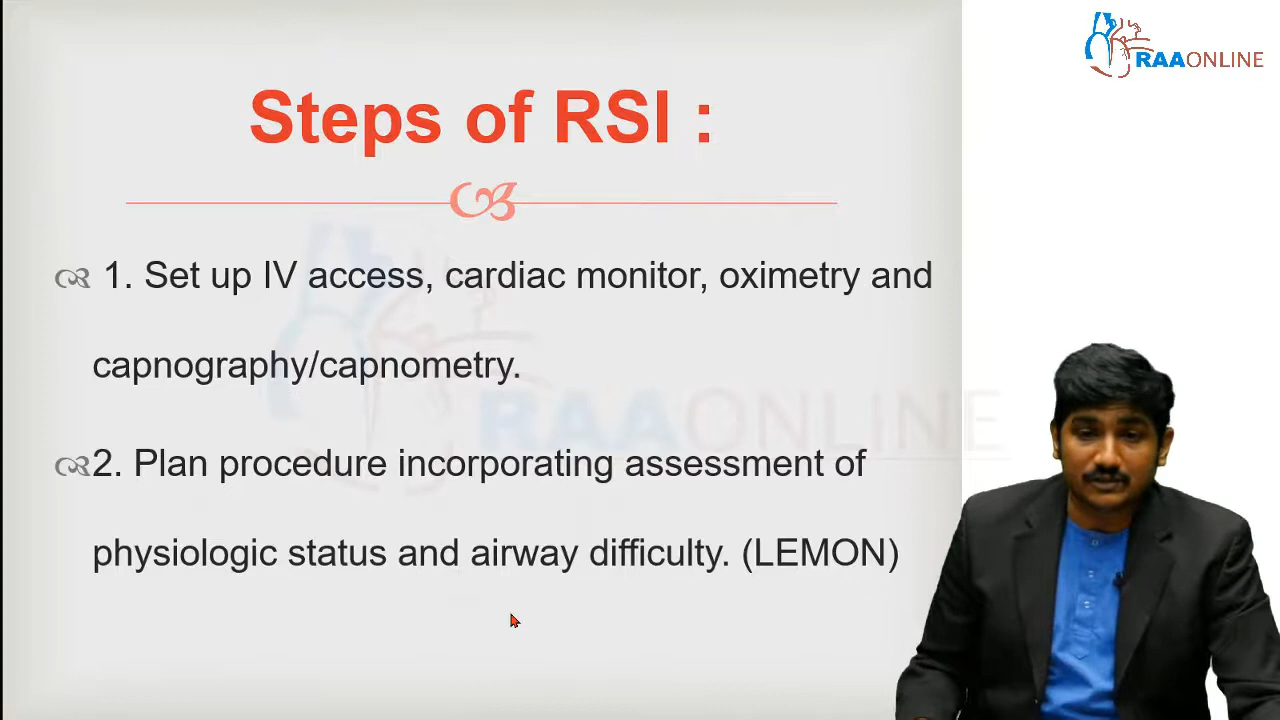 RAAONLINE
Steps of RSI :
1. Set up IV access, cardiac monitor, oximetry and
capnography/capnometry.
RAAONLINE
2. Plan procedure incorporating assessment of
physiologic status and airway difficulty. (LEMON)